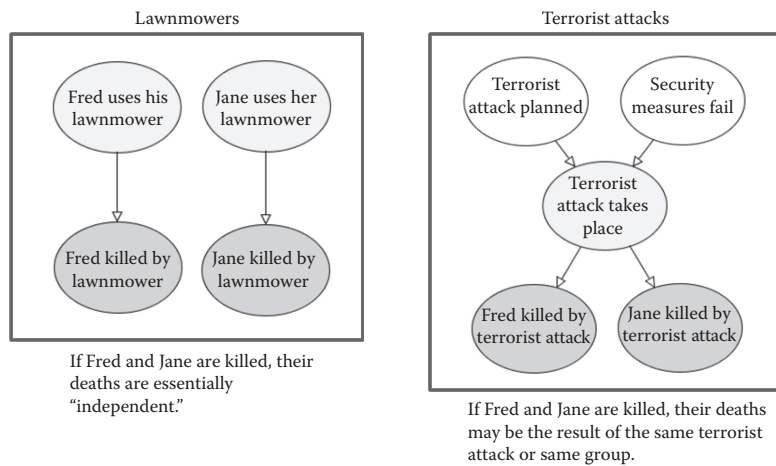 Lawnmowers
Fred uses his
lawnmower
Jane uses her
lawnmower
Fred killed by
lawnmower
Jane killed by
lawnmower
If Fred and Jane are killed, their
deaths are essentially
“independent.”
Terrorist attacks
Terrorist
attack planned
Security
measures fail
Terrorist
attack takes
place
Fred killed by
terrorist attack
Jane killed by
terrorist attack
If Fred and Jane are killed, their deaths
may be the result of the same terrorist
attack or same group.